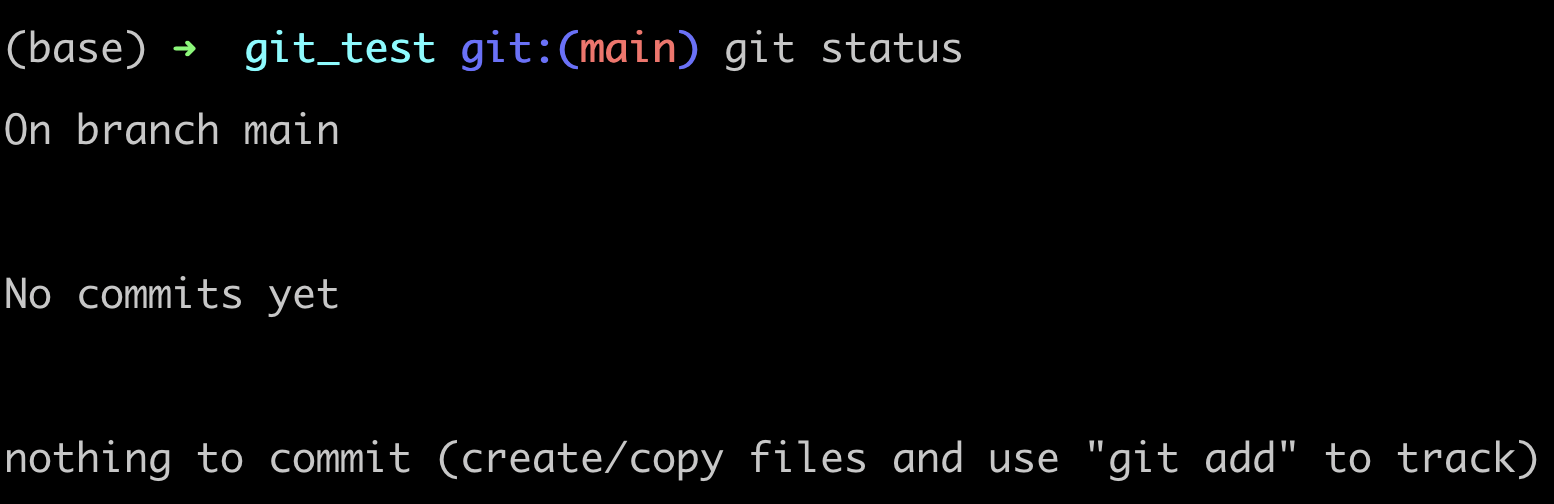 (base) ➜  git_test git:(main) git status
On branch main
No commits yet
nothing to commit (create/copy files and use "git add" to track)